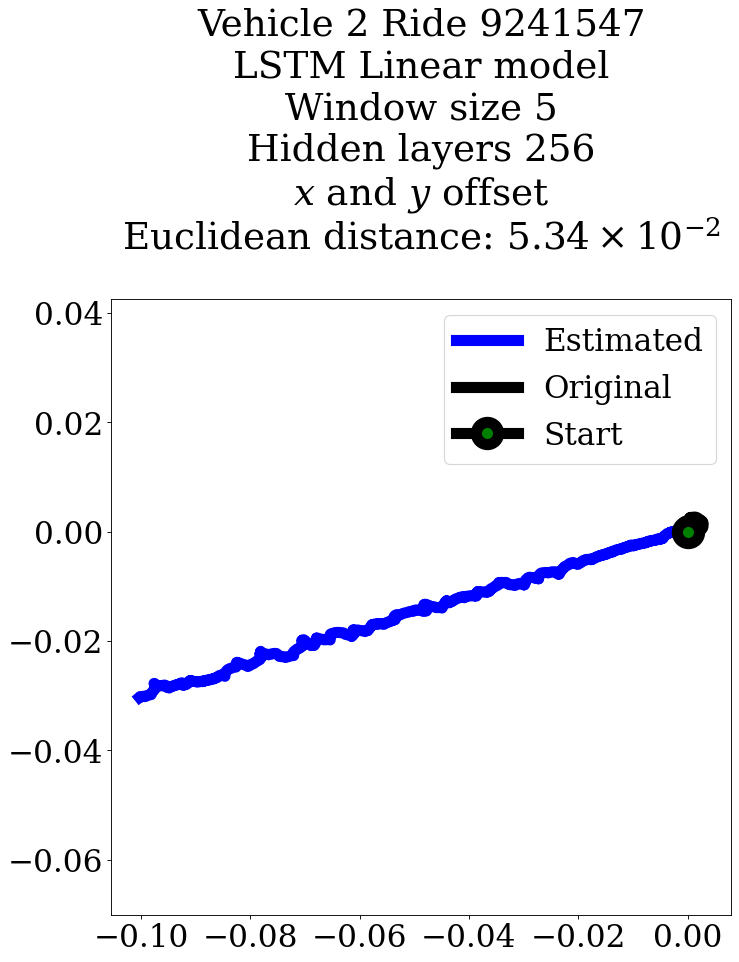 Vehicle 2 Ride 9241547
LSTM Linear model
Window size 5
Hidden layers 256
x and y offset
Euclidean distance: 5.34 × 10⁻²
Estimated
Original
Start
0.04
0.02
0.00
−0.02
−0.04
−0.06
−0.10 −0.08 −0.06 −0.04 −0.02 0.00